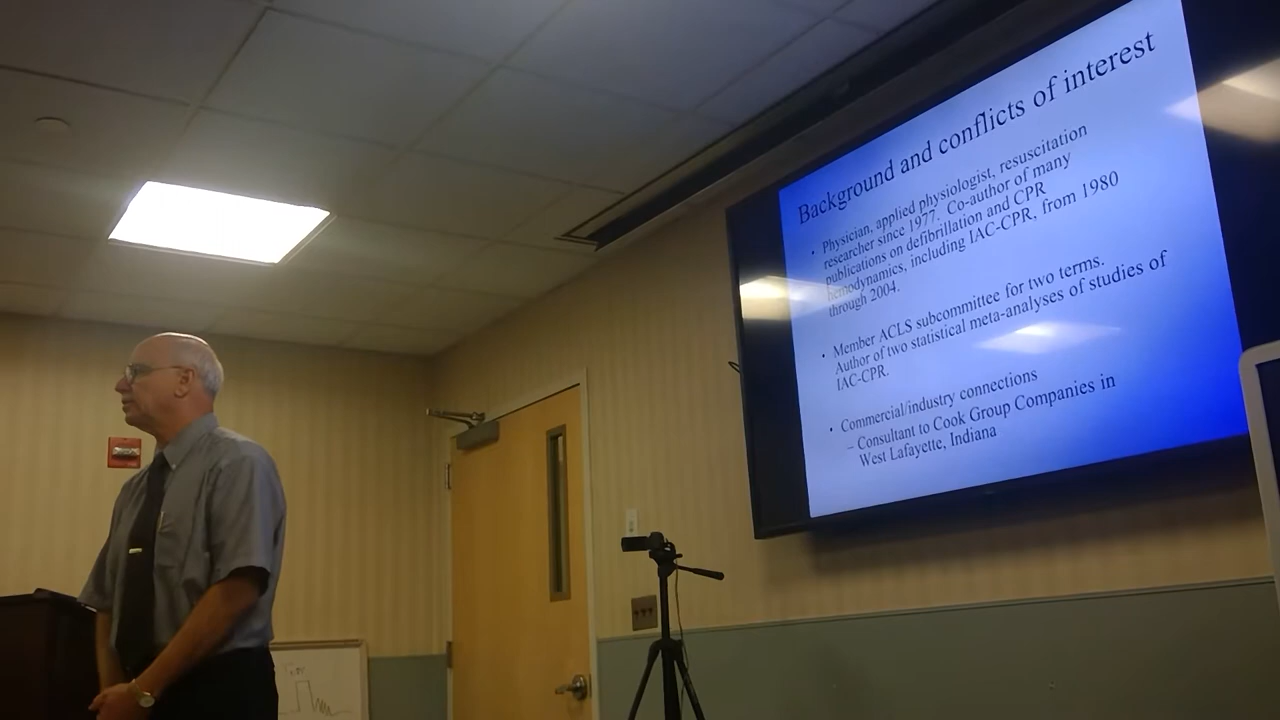 Background and conflicts of interest
• Physician, applied physiologist, resuscitation
researcher since 1977. Co-author of many
publications on defibrillation and CPR
hemodynamics, including IAC-CPR, from 1980
through 2004.
• Member ACLS subcommittee for two terms.
Author of two statistical meta-analyses of studies of
IAC-CPR.
• Commercial/industry connections
– Consultant to Cook Group Companies in
West Lafayette, Indiana